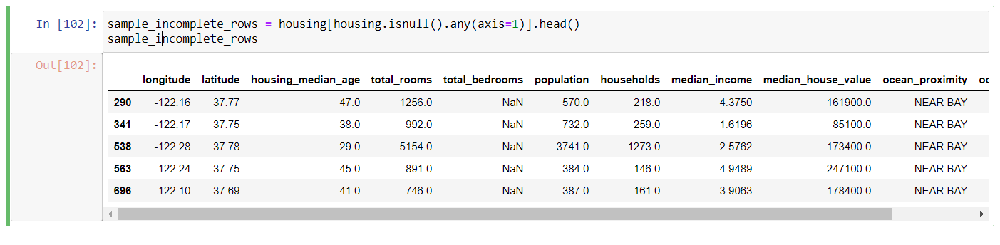 In [102]: sample_incomplete_rows = housing[housing.isnull().any(axis=1)].head()
sample_incomplete_rows
Out[102]:
longitude latitude housing_median_age total_rooms total_bedrooms population households median_income median_house_value ocean_proximity oc
290 -122.16 37.77 47.0 1256.0 NaN 570.0 218.0 4.3750 161900.0 NEAR BAY
341 -122.17 37.75 38.0 992.0 NaN 732.0 259.0 1.6196 85100.0 NEAR BAY
538 -122.28 37.78 29.0 5154.0 NaN 3741.0 1273.0 2.5762 173400.0 NEAR BAY
563 -122.24 37.75 45.0 891.0 NaN 384.0 146.0 4.9489 247100.0 NEAR BAY
696 -122.10 37.69 41.0 746.0 NaN 387.0 161.0 3.9063 178400.0 NEAR BAY